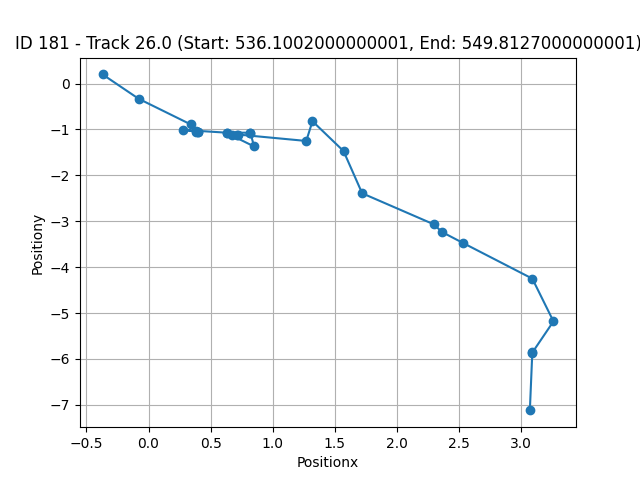 ID 181 - Track 26.0 (Start: 536.1002000000001, End: 549.8127000000001)
0
−1
−2
−3
−4
−5
−6
−7
Positiony
−0.5 0.0 0.5 1.0 1.5 2.0 2.5 3.0
Positionx